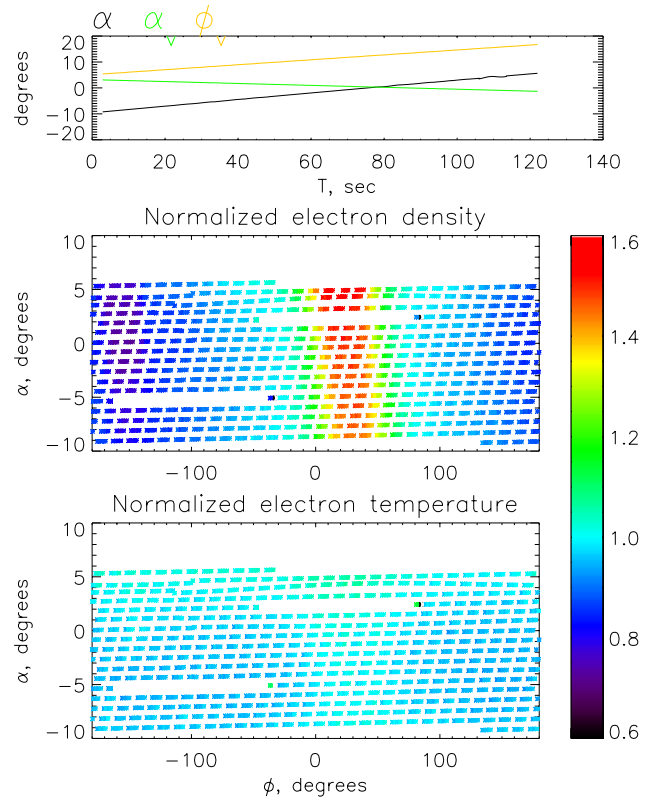 α α∨ ϕ∨
20
10
0
−10
−20
degrees
0 20 40 60 80 100 120 140
T, sec
Normalized electron density
10
5
0
−5
−10
α, degrees
−100 0 100
1.6
1.4
1.2
1.0
0.8
0.6
Normalized electron temperature
10
5
0
−5
−10
α, degrees
−100 0 100
ϕ, degrees